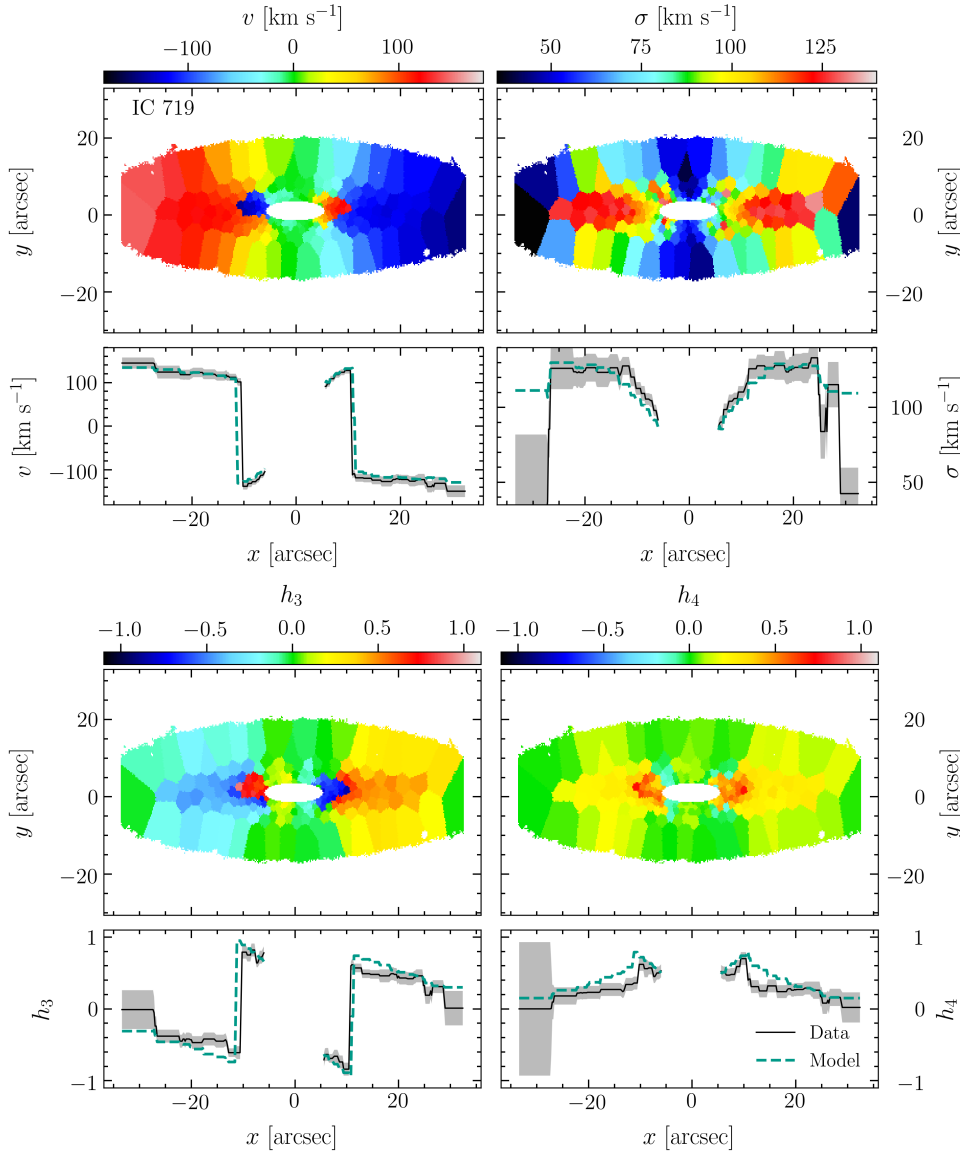 v [km s⁻¹]
σ [km s⁻¹]
−100 0 100
50 75 100 125
IC 719
20
0
−20
y [arcsec]
20
0
−20
y [arcsec]
100
0
−100
v [km s⁻¹]
100
50
σ [km s⁻¹]
−20 0 20
−20 0 20
x [arcsec]
x [arcsec]
h₃
h₄
−1.0 −0.5 0.0 0.5 1.0
−1.0 −0.5 0.0 0.5 1.0
20
0
−20
y [arcsec]
20
0
−20
y [arcsec]
1
0
−1
h₃
1
0
−1
h₄
Data
Model
−20 0 20
−20 0 20
x [arcsec]
x [arcsec]